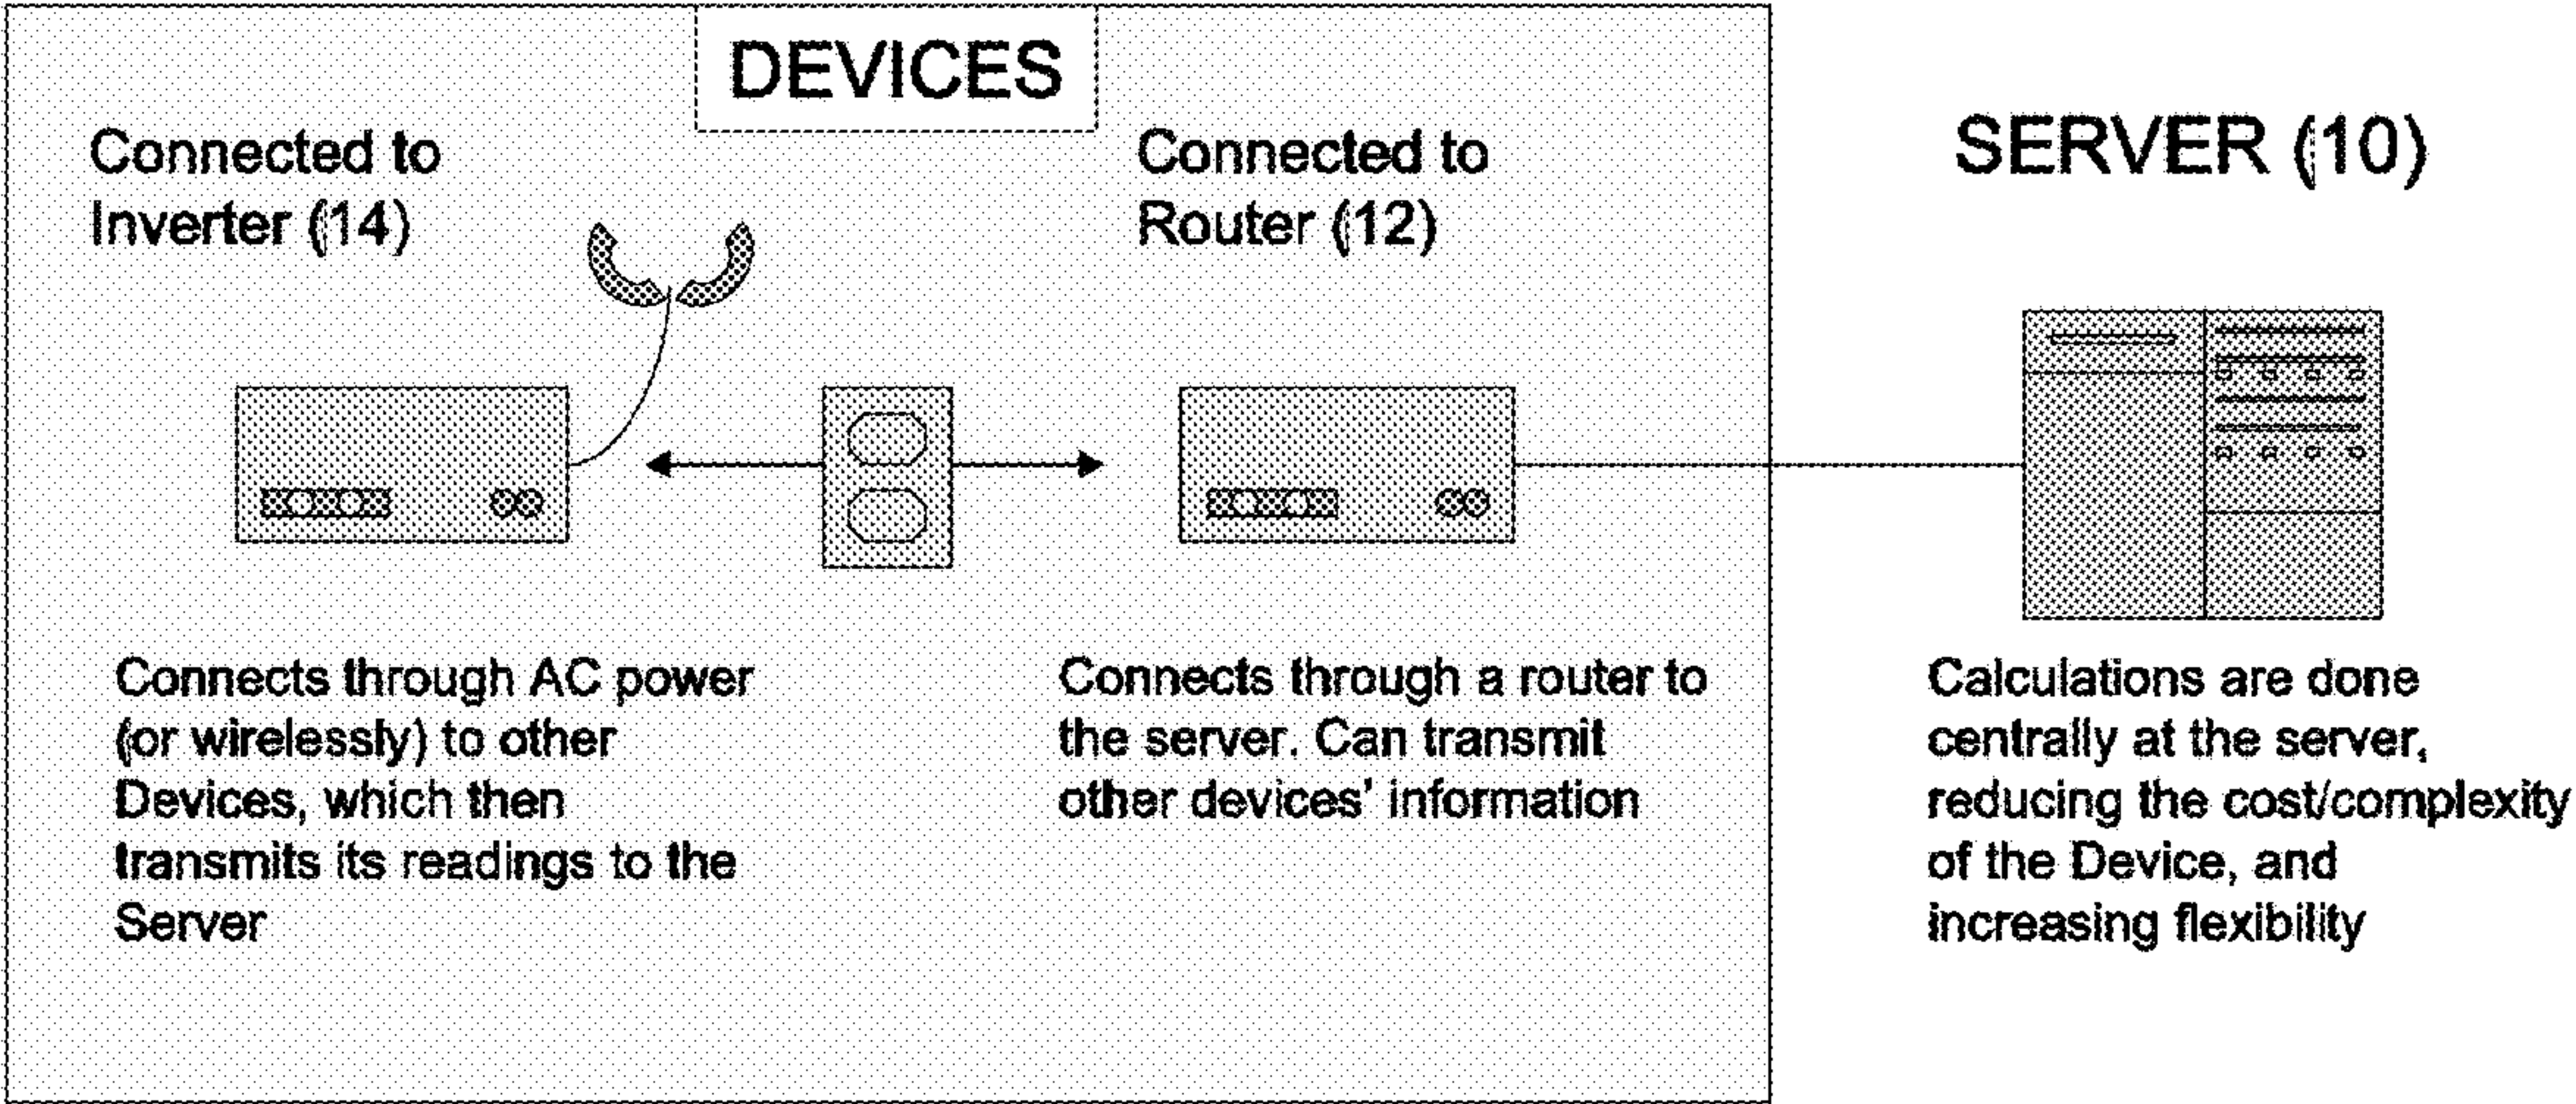 DEVICES
Connected to
Inverter (14)
Connected to
Router (12)
SERVER (10)
Connects through AC power
(or wirelessly) to other
Devices, which then
transmits its readings to the
Server
Connects through a router to
the server. Can transmit
other devices' information
Calculations are done
centrally at the server,
reducing the cost/complexity
of the Device, and
increasing flexibility